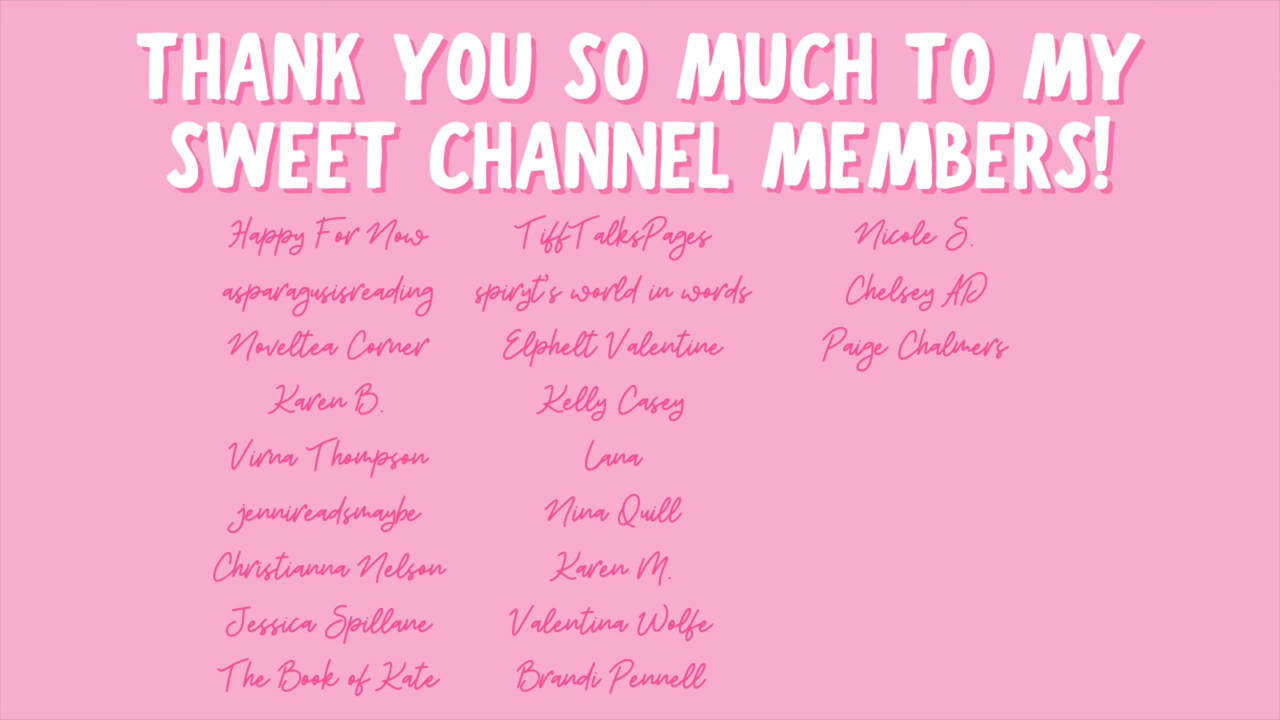 THANK YOU SO MUCH TO MY
SWEET CHANNEL MEMBERS!
Happy For Now
asparagusisreading
Noveltea Corner
Karen B.
Virna Thompson
jennireadsmaybe
Christianna Nelson
Jessica Spillane
The Book of Kate
TiffTalksPages
spiryt's world in words
Elphelt Valentine
Kelly Casey
Lana
Nina Quill
Karen M.
Valentina Wolfe
Brandi Pennell
Nicole S.
Chelsey AD
Paige Chalmers